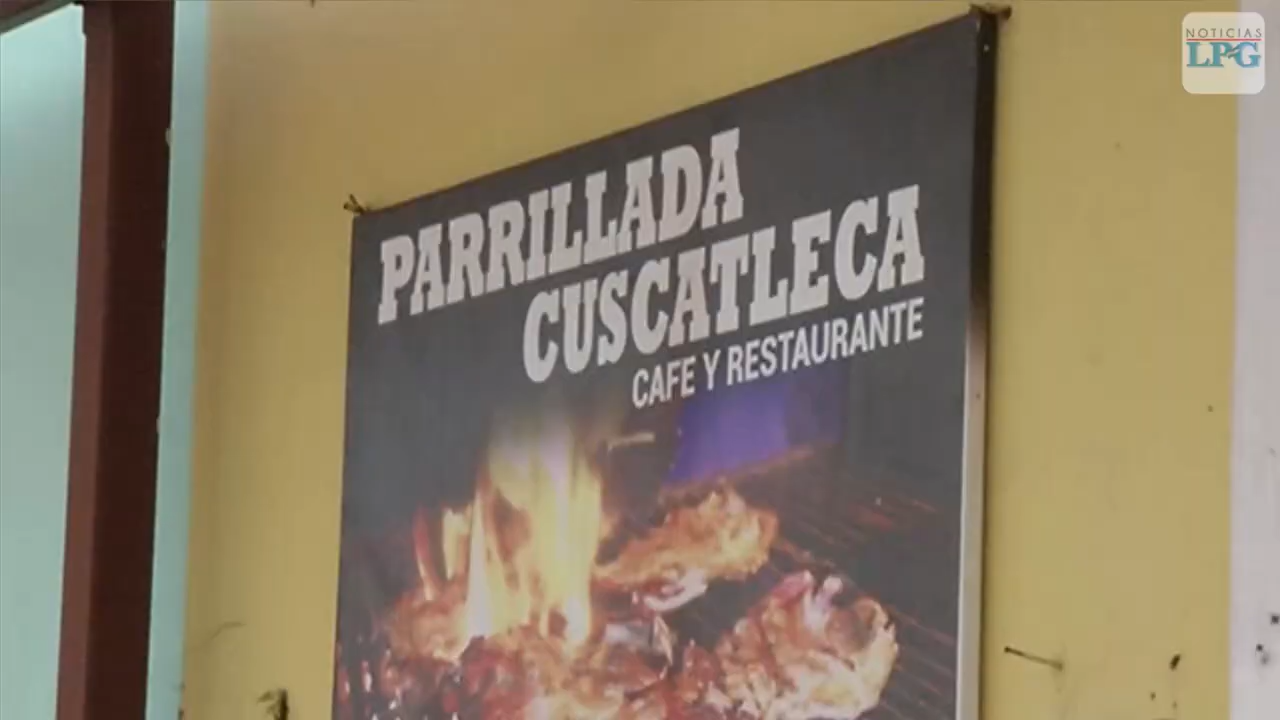 NOTICIAS
LPG
PARRILLADA
CUSCATLECA
CAFE Y RESTAURANTE